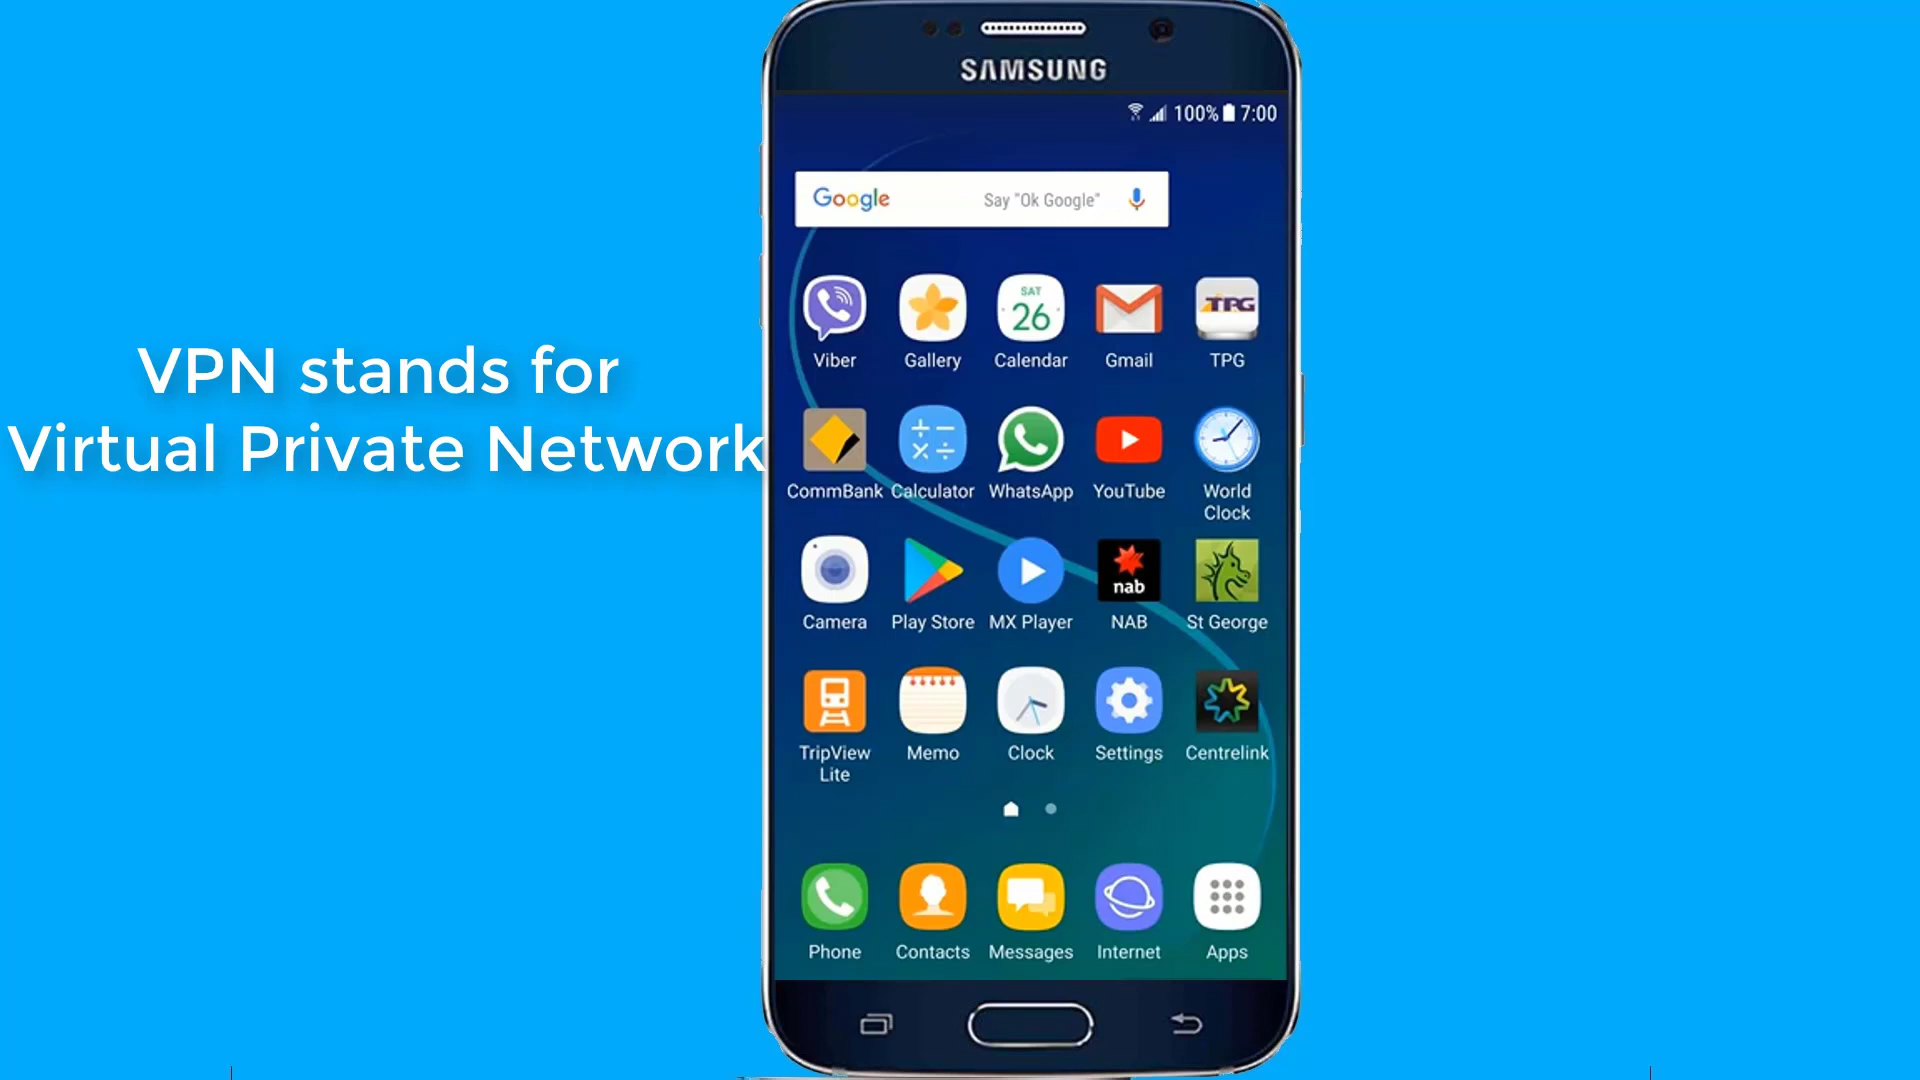 SAMSUNG
100% 7:00
Google Say "Ok Google"
SAT
26
TPG
Viber Gallery Calendar Gmail TPG
VPN stands for
Virtual Private Network
CommBank Calculator WhatsApp YouTube World
Clock
nab
Camera Play Store MX Player NAB St George
TripView Memo Clock Settings Centrelink
Lite
Phone Contacts Messages Internet Apps